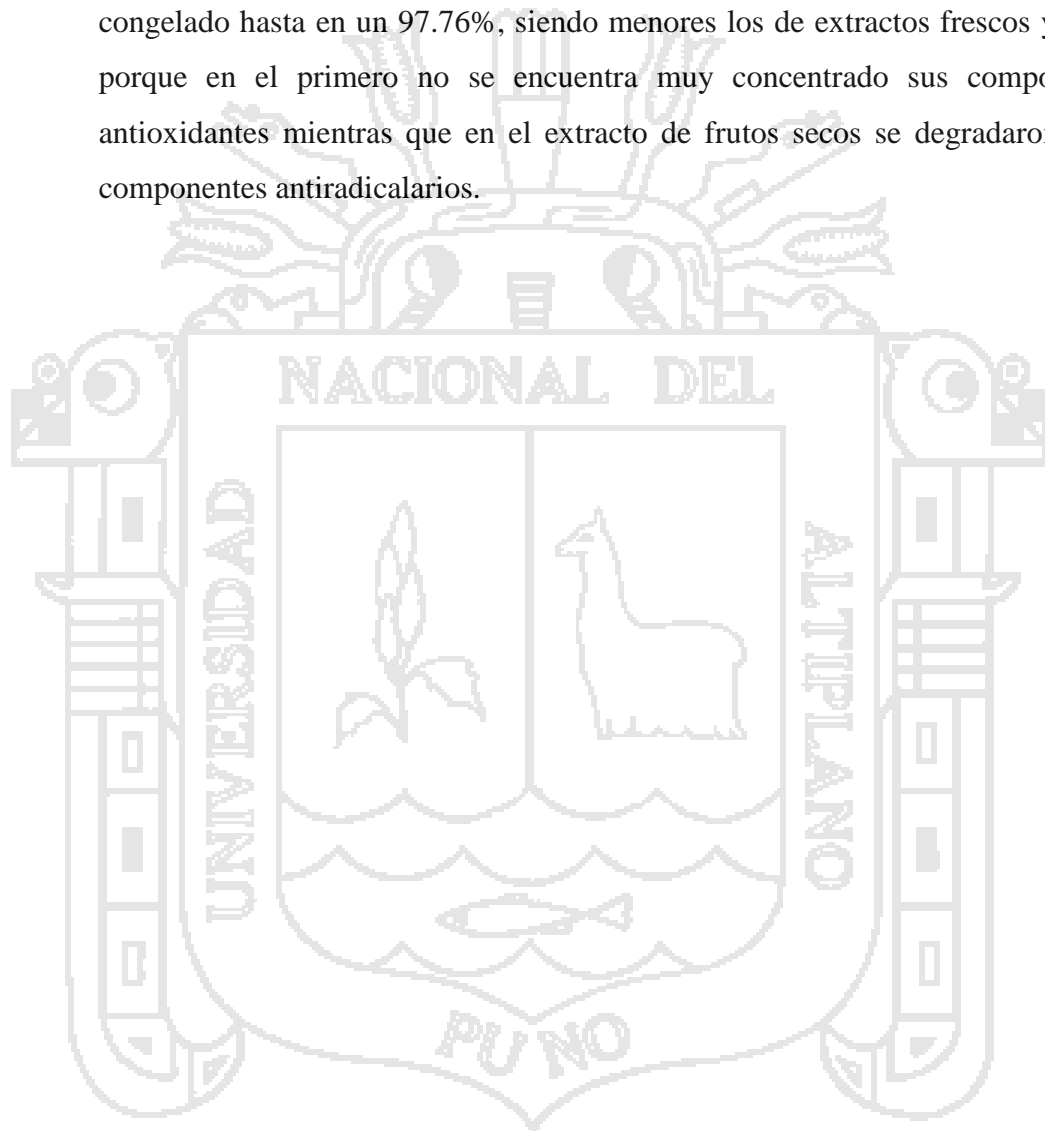 congelado hasta en un 97.76%, siendo menores los de extractos frescos y
porque en el primero no se encuentra muy concentrado sus compo
antioxidantes mientras que en el extracto de frutos secos se degradaro
componentes antiradicalarios.
NACIONAL DEL
UNIVERSIDAD
ALTIPLANO
PUNO